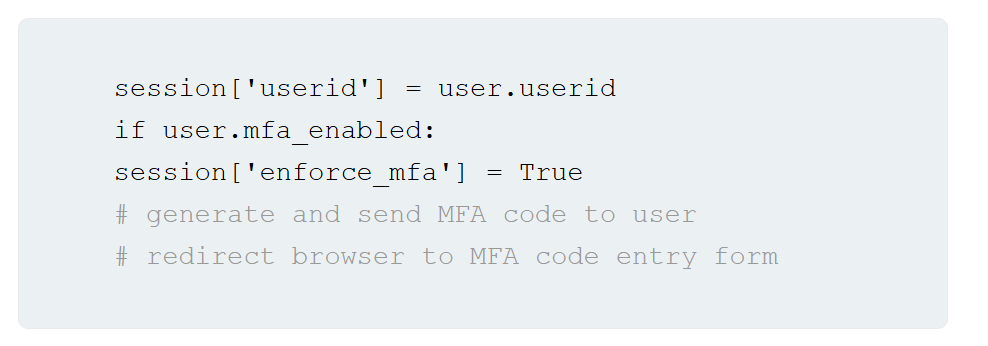 session['userid'] = user.userid
if user.mfa_enabled:
session['enforce_mfa'] = True
# generate and send MFA code to user
# redirect browser to MFA code entry form